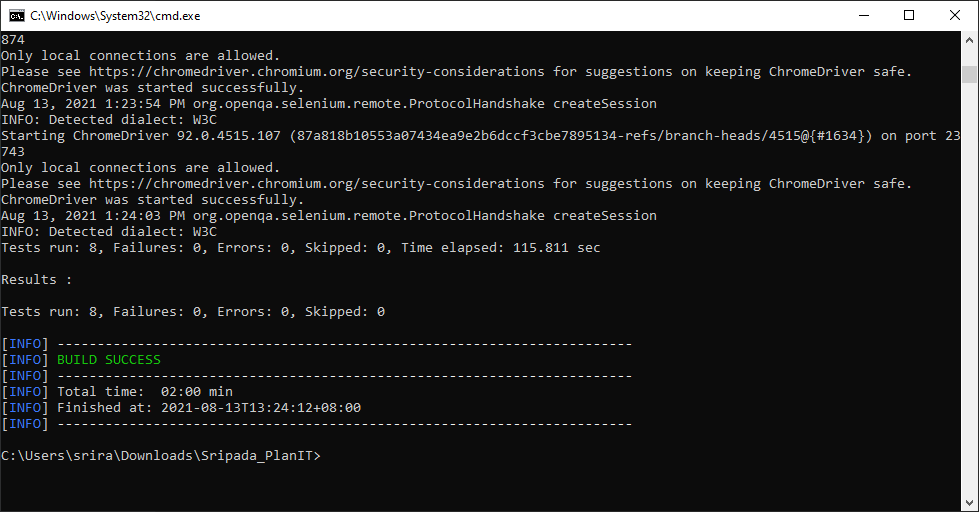 C:\Windows\System32\cmd.exe
874
Only local connections are allowed.
Please see https://chromedriver.chromium.org/security-considerations for suggestions on keeping ChromeDriver safe.
ChromeDriver was started successfully.
Aug 13, 2021 1:23:54 PM org.openqa.selenium.remote.ProtocolHandshake createSession
INFO: Detected dialect: W3C
Starting ChromeDriver 92.0.4515.107 (87a818b10553a07434ea9e2b6dccf3cbe7895134-refs/branch-heads/4515@{#1634}) on port 23
743
Only local connections are allowed.
Please see https://chromedriver.chromium.org/security-considerations for suggestions on keeping ChromeDriver safe.
ChromeDriver was started successfully.
Aug 13, 2021 1:24:03 PM org.openqa.selenium.remote.ProtocolHandshake createSession
INFO: Detected dialect: W3C
Tests run: 8, Failures: 0, Errors: 0, Skipped: 0, Time elapsed: 115.811 sec
Results :
Tests run: 8, Failures: 0, Errors: 0, Skipped: 0
[INFO] ------------------------------------------------------------------------
[INFO] BUILD SUCCESS
[INFO] ------------------------------------------------------------------------
[INFO] Total time:  02:00 min
[INFO] Finished at: 2021-08-13T13:24:12+08:00
[INFO] ------------------------------------------------------------------------
C:\Users\srira\Downloads\Sripada_PlanIT>